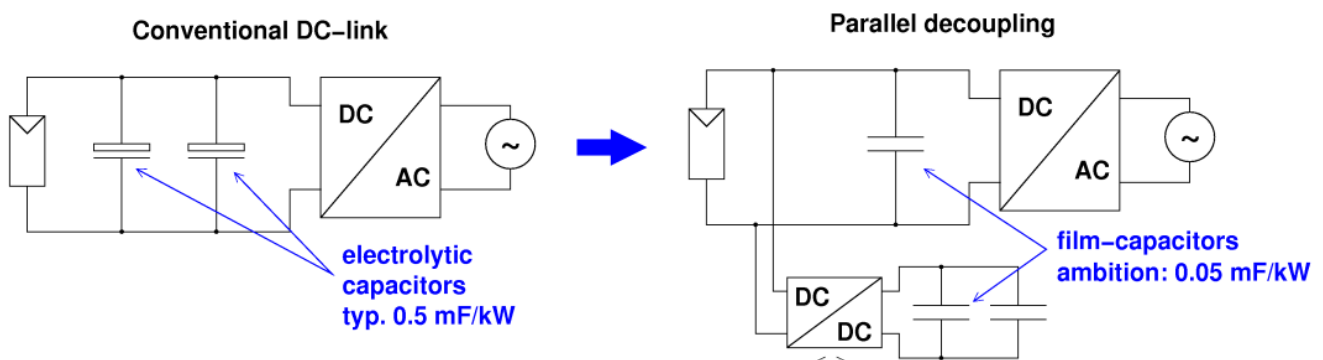 Conventional DC-link
Parallel decoupling
DC
AC
~
electrolytic
capacitors
typ. 0.5 mF/kW
DC
AC
~
film-capacitors
ambition: 0.05 mF/kW
DC
DC